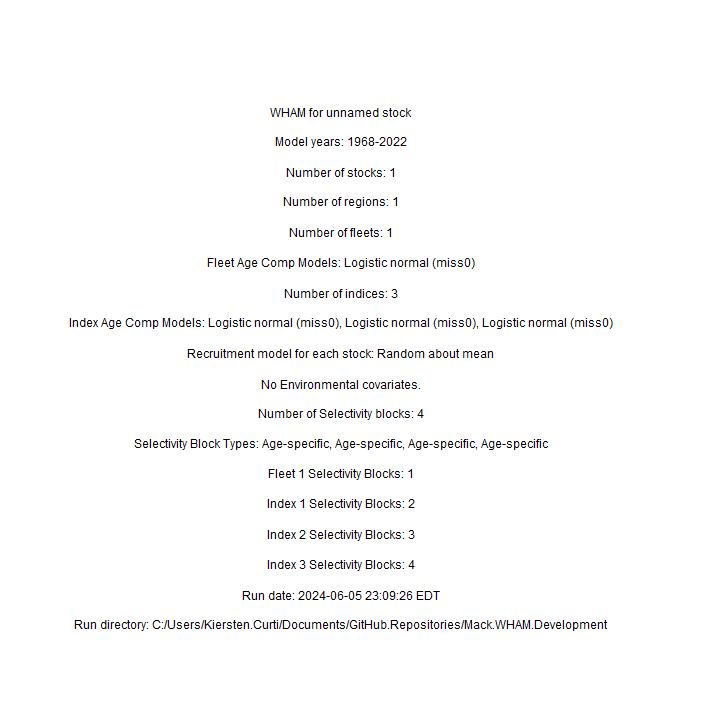 WHAM for unnamed stock
Model years: 1968-2022
Number of stocks: 1
Number of regions: 1
Number of fleets: 1
Fleet Age Comp Models: Logistic normal (miss0)
Number of indices: 3
Index Age Comp Models: Logistic normal (miss0), Logistic normal (miss0), Logistic normal (miss0)
Recruitment model for each stock: Random about mean
No Environmental covariates.
Number of Selectivity blocks: 4
Selectivity Block Types: Age-specific, Age-specific, Age-specific, Age-specific
Fleet 1 Selectivity Blocks: 1
Index 1 Selectivity Blocks: 2
Index 2 Selectivity Blocks: 3
Index 3 Selectivity Blocks: 4
Run date: 2024-06-05 23:09:26 EDT
Run directory: C:/Users/Kiersten.Curti/Documents/GitHub.Repositories/Mack.WHAM.Development